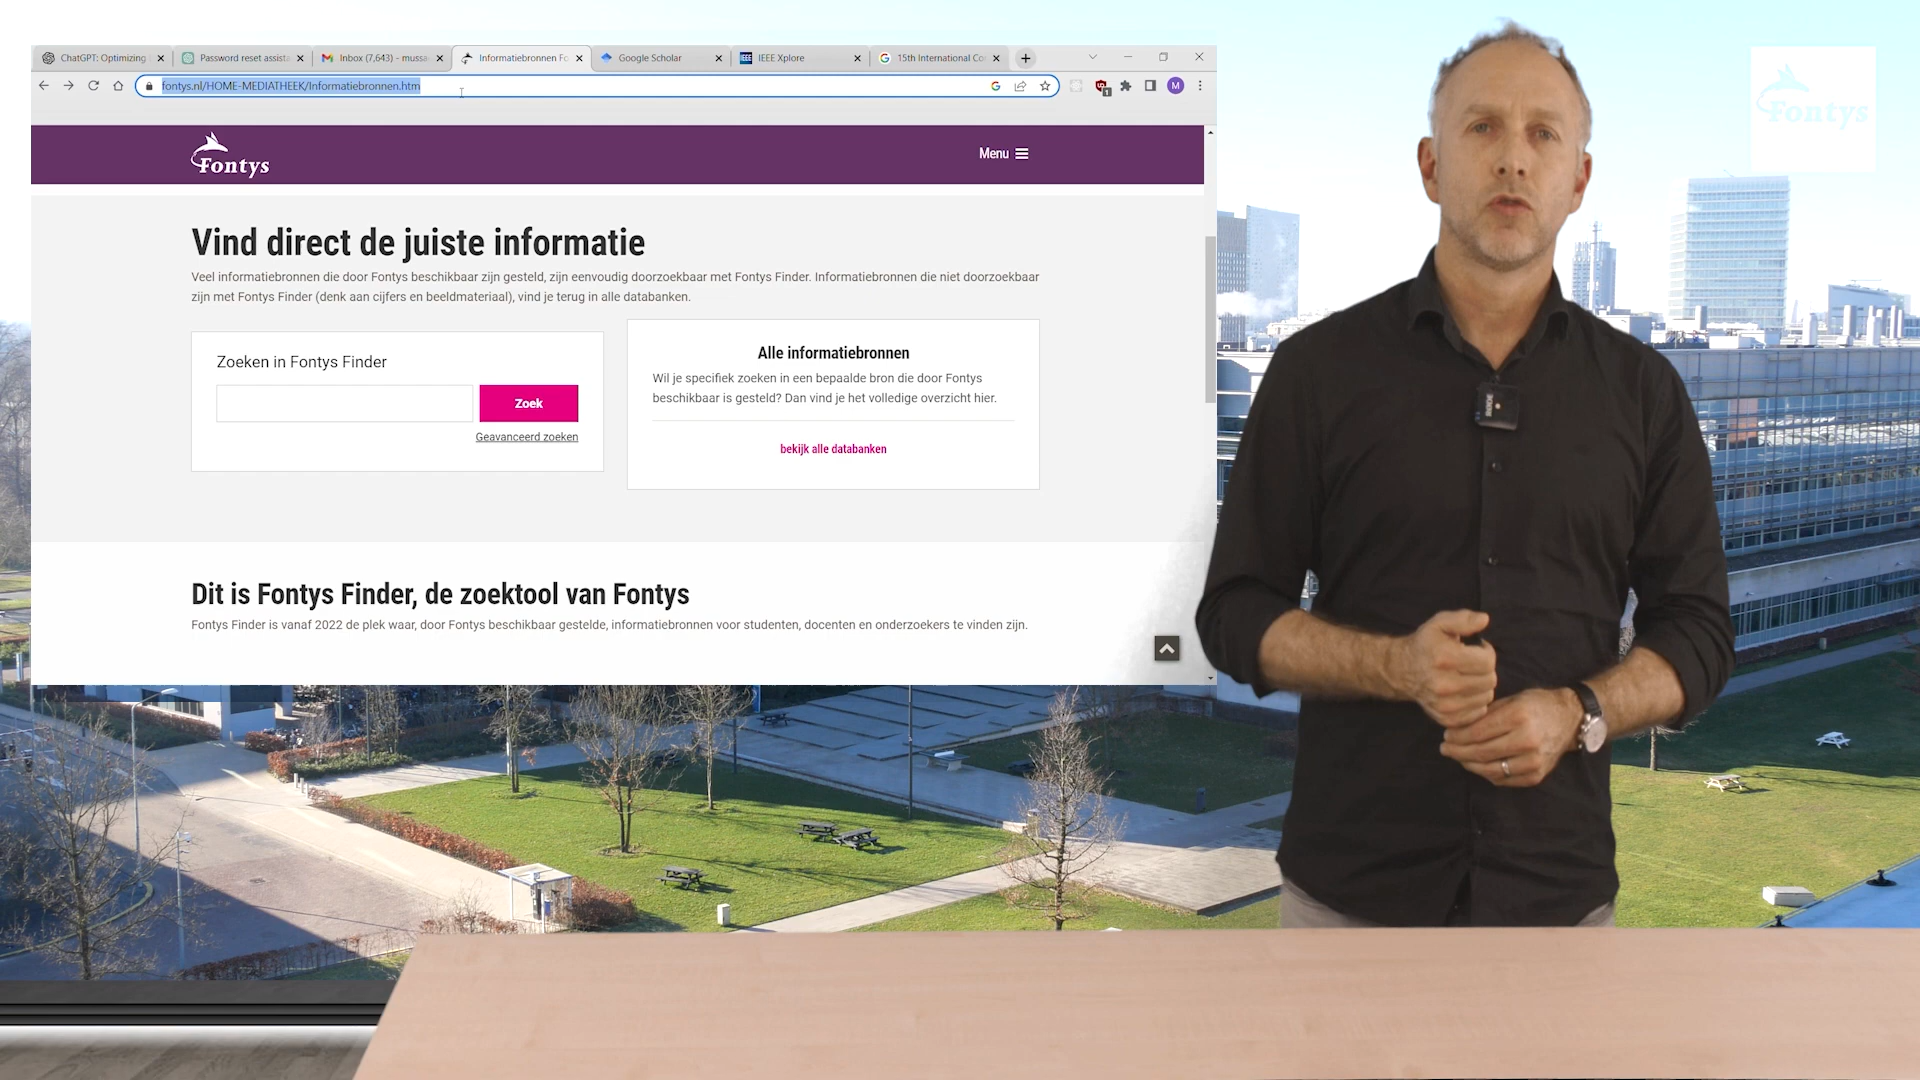 ChatGPT: Optimizing
Password reset assist
Inbox (7,643) - mussa
Informatiebronnen Fo
Google Scholar
IEEE
IEEE Xplore
15th International Co
fontys.nl/HOME-MEDIATHEEK/Informatiebronnen.htm
M
Fontys
Menu
Vind direct de juiste informatie
Veel informatiebronnen die door Fontys beschikbaar zijn gesteld, zijn eenvoudig doorzoekbaar met Fontys Finder. Informatiebronnen die niet doorzoekbaar
zijn met Fontys Finder (denk aan cijfers en beeldmateriaal), vind je terug in alle databanken.
Zoeken in Fontys Finder
Zoek
Geavanceerd zoeken
Alle informatiebronnen
Wil je specifiek zoeken in een bepaalde bron die door Fontys
beschikbaar is gesteld? Dan vind je het volledige overzicht hier.
bekijk alle databanken
Dit is Fontys Finder, de zoektool van Fontys
Fontys Finder is vanaf 2022 de plek waar, door Fontys beschikbaar gestelde, informatiebronnen voor studenten, docenten en onderzoekers te vinden zijn.
Fontys
RØDE